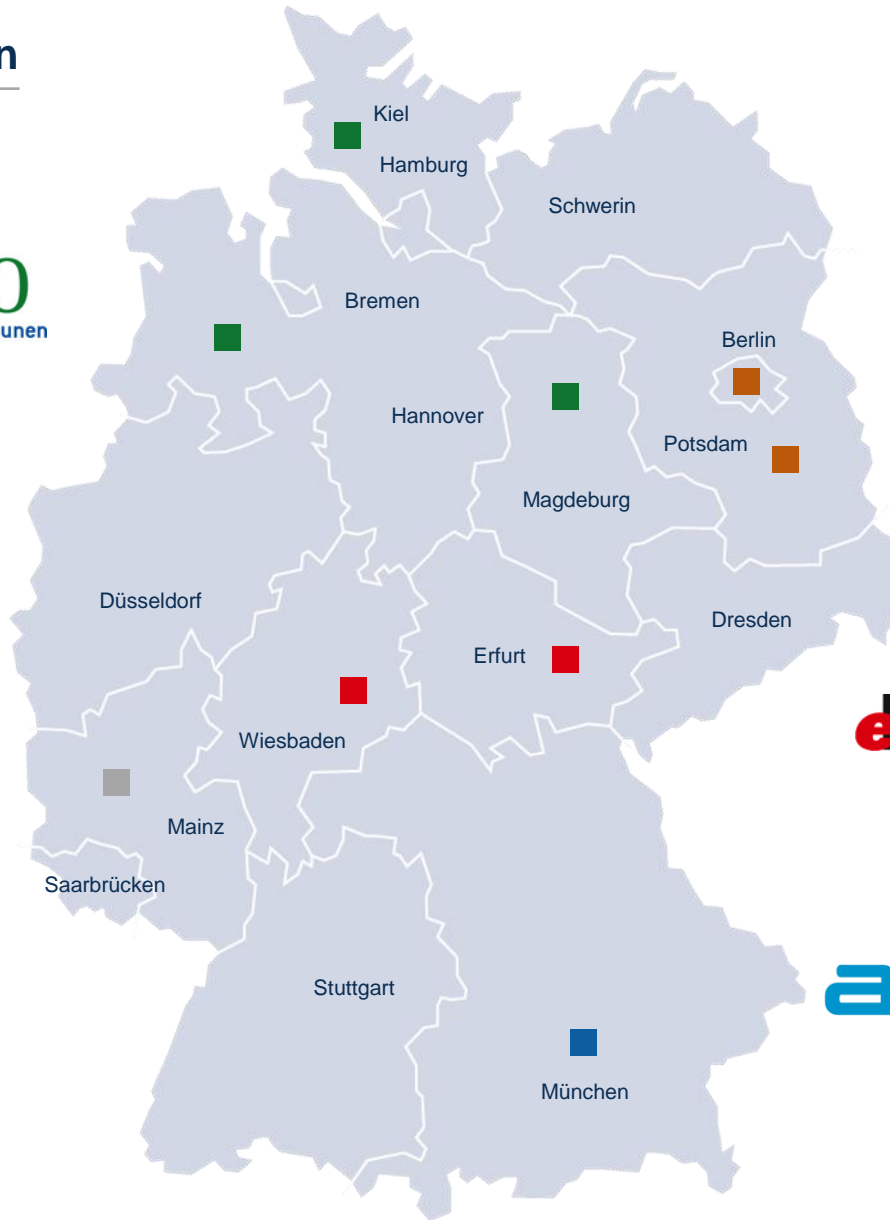 n
Kiel
Hamburg
Schwerin
o
unen
Bremen
Berlin
Hannover
Potsdam
Magdeburg
Düsseldorf
Dresden
Erfurt
e
Wiesbaden
Mainz
Saarbrücken
a
Stuttgart
München